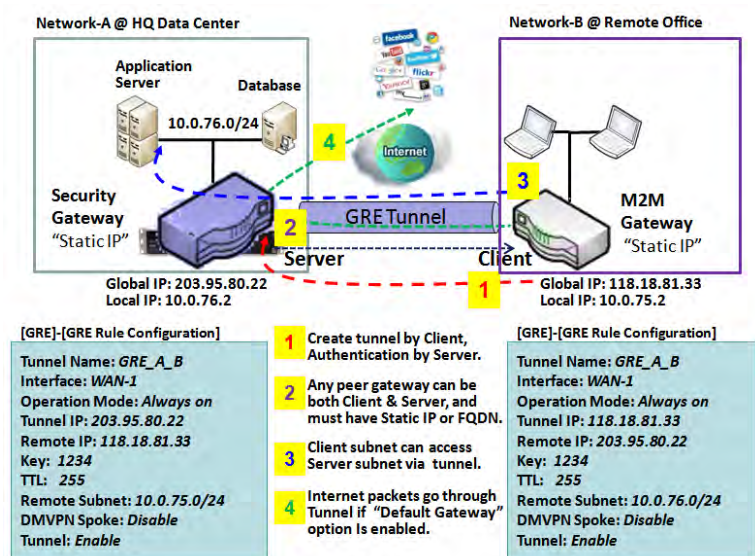 Network-A @ HQ Data Center
Network-B @ Remote Office
Application
Server
Database
10.0.76.0/24
facebook
You
twitter
Google
flickr
YAHOO!
4
Internet
3
Security
Gateway
"Static IP"
2
GRE Tunnel
M2M
Gateway
"Static IP"
Server
Client
1
Global IP: 203.95.80.22
Local IP: 10.0.76.2
Global IP: 118.18.81.33
Local IP: 10.0.75.2
[GRE]-[GRE Rule Configuration]
Tunnel Name: GRE_A_B
Interface: WAN-1
Operation Mode: Always on
Tunnel IP: 203.95.80.22
Remote IP: 118.18.81.33
Key: 1234
TTL: 255
Remote Subnet: 10.0.75.0/24
DMVPN Spoke: Disable
Tunnel: Enable
1 Create tunnel by Client,
Authentication by Server.
2 Any peer gateway can be
both Client & Server, and
must have Static IP or FQDN.
3 Client subnet can access
Server subnet via tunnel.
4 Internet packets go through
Tunnel if "Default Gateway"
option Is enabled.
[GRE]-[GRE Rule Configuration]
Tunnel Name: GRE_A_B
Interface: WAN-1
Operation Mode: Always on
Tunnel IP: 118.18.81.33
Remote IP: 203.95.80.22
Key: 1234
TTL: 255
Remote Subnet: 10.0.76.0/24
DMVPN Spoke: Disable
Tunnel: Enable